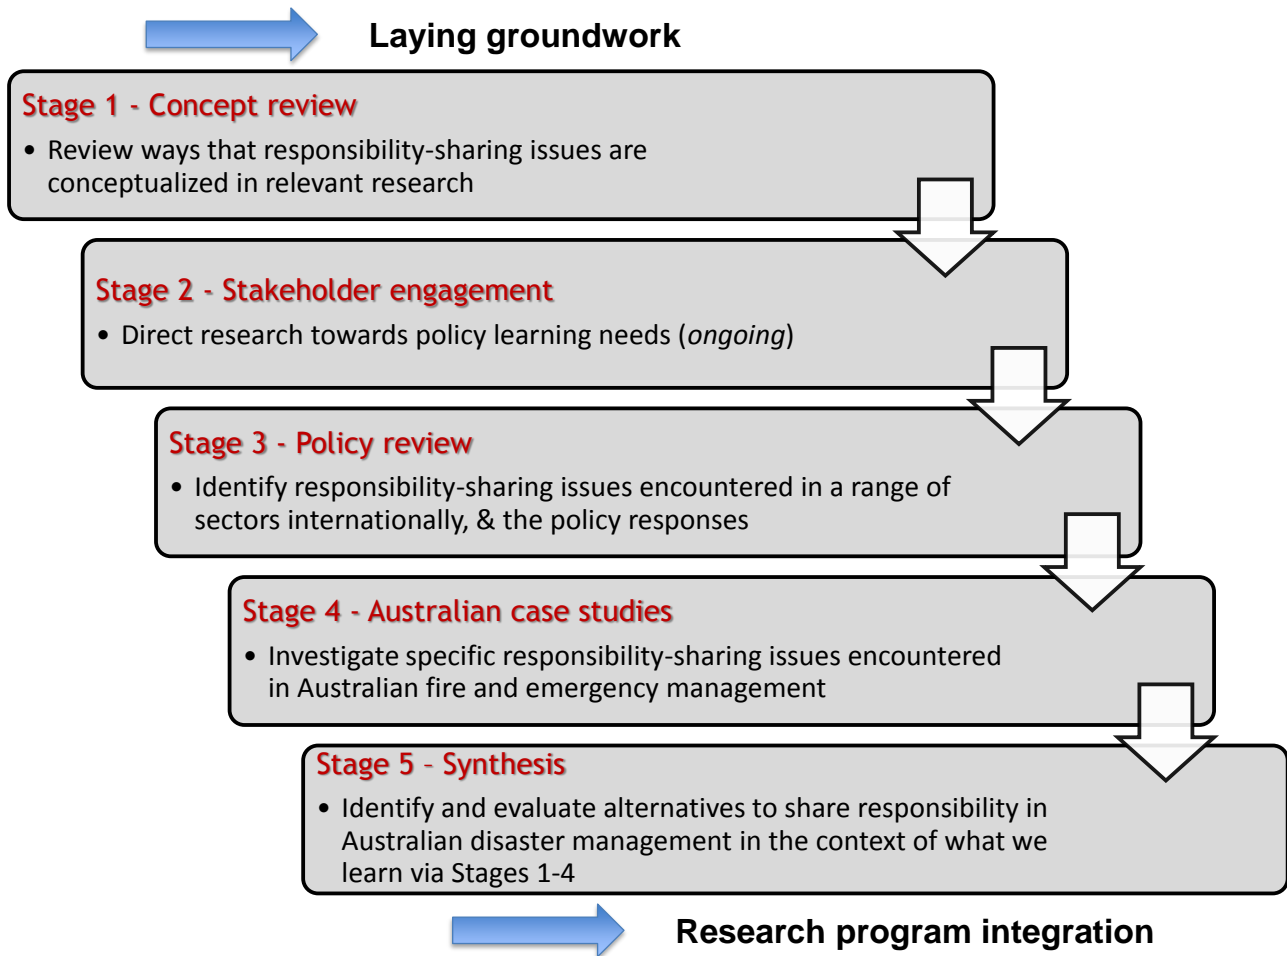 Laying groundwork
Stage 1 - Concept review
• Review ways that responsibility-sharing issues are
conceptualized in relevant research
Stage 2 - Stakeholder engagement
• Direct research towards policy learning needs (ongoing)
Stage 3 - Policy review
• Identify responsibility-sharing issues encountered in a range of
sectors internationally, & the policy responses
Stage 4 - Australian case studies
• Investigate specific responsibility-sharing issues encountered
in Australian fire and emergency management
Stage 5 – Synthesis
• Identify and evaluate alternatives to share responsibility in
Australian disaster management in the context of what we
learn via Stages 1-4
Research program integration